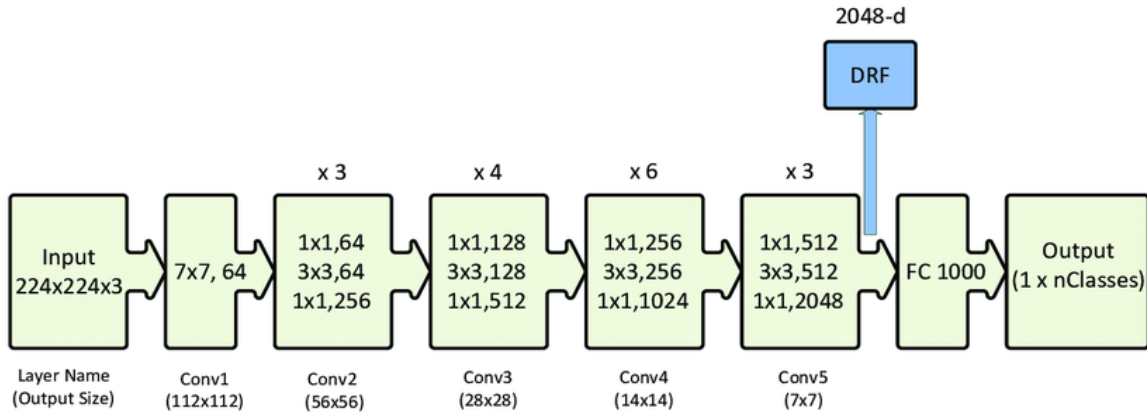 2048-d
DRF
x 3
x 4
x 6
x 3
Input
224x224x3
7x7, 64
1x1,64
3x3,64
1x1,256
1x1,128
3x3,128
1x1,512
1x1,256
3x3,256
1x1,1024
1x1,512
3x3,512
1x1,2048
FC 1000
Output
(1 x nClasses)
Layer Name
(Output Size)
Conv1
(112x112)
Conv2
(56x56)
Conv3
(28x28)
Conv4
(14x14)
Conv5
(7x7)